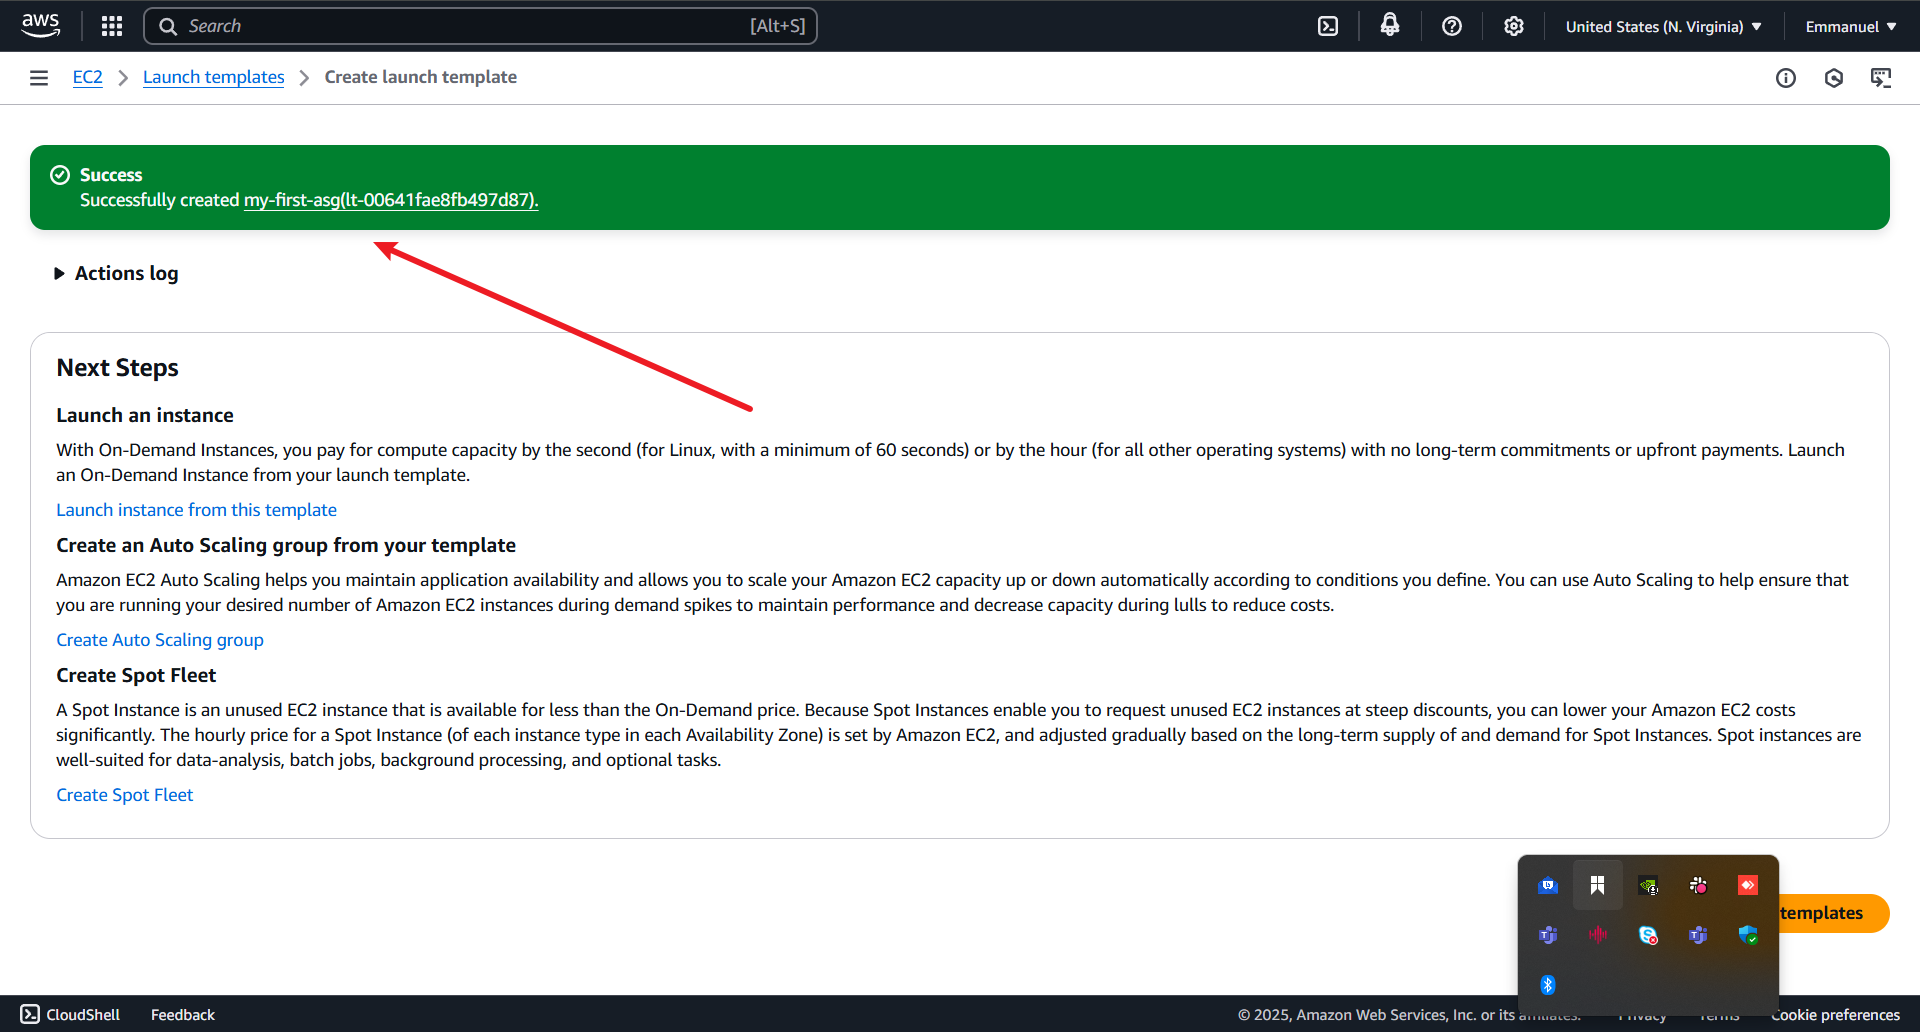 aws
Search
[Alt+S]
United States (N. Virginia)
Emmanuel
EC2
Launch templates
Create launch template
Success
Successfully created my-first-asg(lt-00641fae8fb497d87).
Actions log
Next Steps
Launch an instance
With On-Demand Instances, you pay for compute capacity by the second (for Linux, with a minimum of 60 seconds) or by the hour (for all other operating systems) with no long-term commitments or upfront payments. Launch
an On-Demand Instance from your launch template.
Launch instance from this template
Create an Auto Scaling group from your template
Amazon EC2 Auto Scaling helps you maintain application availability and allows you to scale your Amazon EC2 capacity up or down automatically according to conditions you define. You can use Auto Scaling to help ensure that
you are running your desired number of Amazon EC2 instances during demand spikes to maintain performance and decrease capacity during lulls to reduce costs.
Create Auto Scaling group
Create Spot Fleet
A Spot Instance is an unused EC2 instance that is available for less than the On-Demand price. Because Spot Instances enable you to request unused EC2 instances at steep discounts, you can lower your Amazon EC2 costs
significantly. The hourly price for a Spot Instance (of each instance type in each Availability Zone) is set by Amazon EC2, and adjusted gradually based on the long-term supply of and demand for Spot Instances. Spot instances are
well-suited for data-analysis, batch jobs, background processing, and optional tasks.
Create Spot Fleet
templates
CloudShell
Feedback
© 2025, Amazon Web Services, Inc. or its affiliates.
Privacy
Terms
Cookie preferences